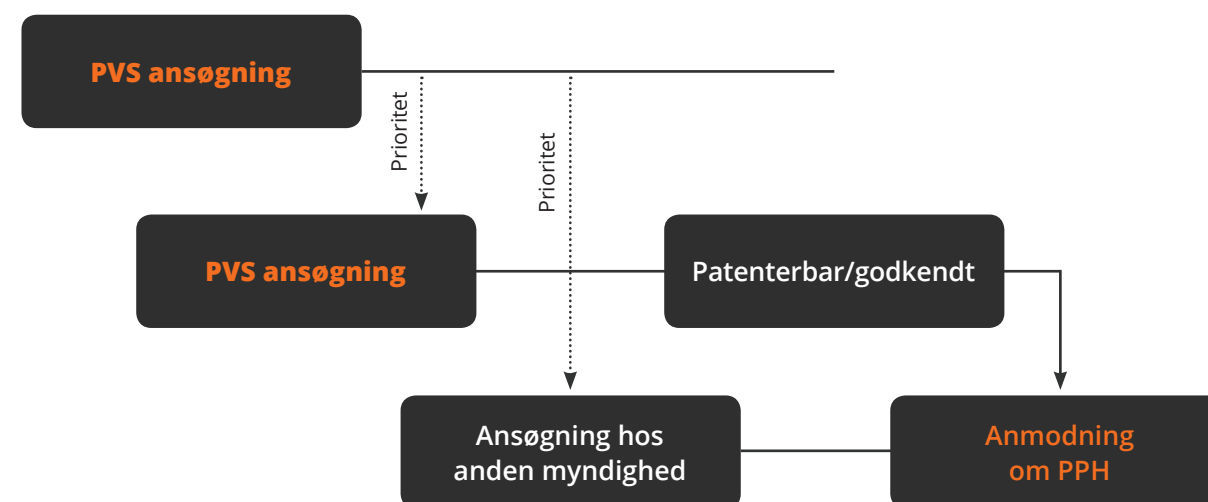 PVS ansøgning
Prioritet
Prioritet
PVS ansøgning
Patenterbar/godkendt
Ansøgning hos
anden myndighed
Anmodning
om PPH